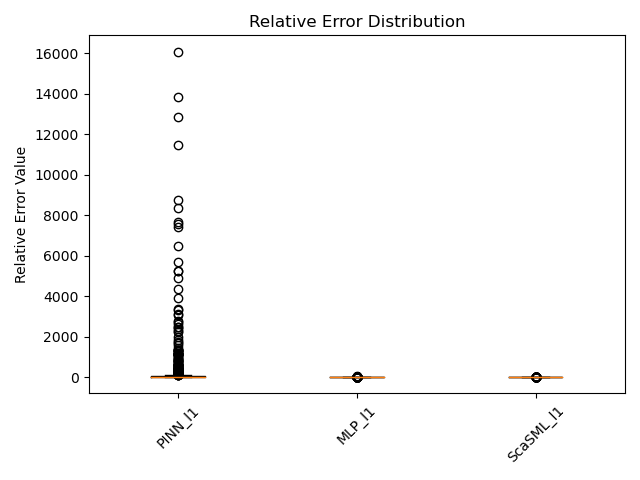 Relative Error Distribution
Relative Error Value
16000
14000
12000
10000
8000
6000
4000
2000
0
PINN_l1
MLP_l1
ScaSML_l1